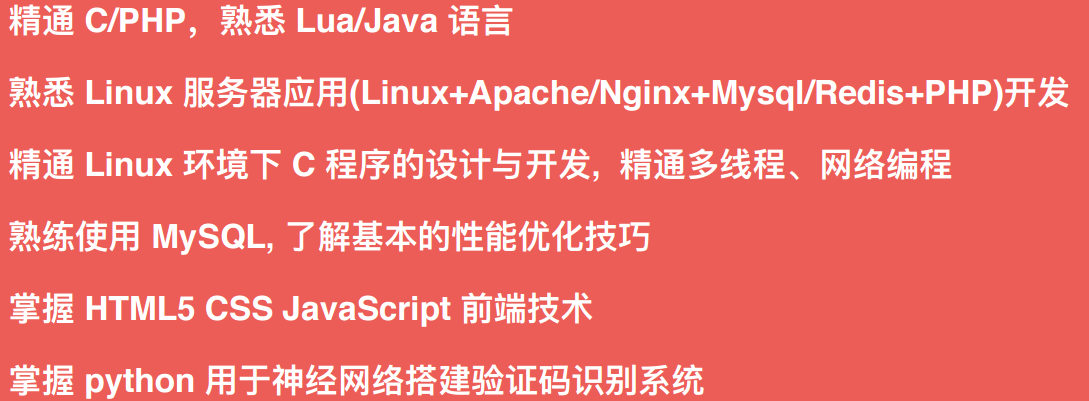 精通 C/PHP，熟悉 Lua/Java 语言
熟悉 Linux 服务器应用(Linux+Apache/Nginx+Mysql/Redis+PHP)开发
精通 Linux 环境下 C 程序的设计与开发, 精通多线程、网络编程
熟练使用 MySQL, 了解基本的性能优化技巧
掌握 HTML5 CSS JavaScript 前端技术
掌握 python 用于神经网络搭建验证码识别系统